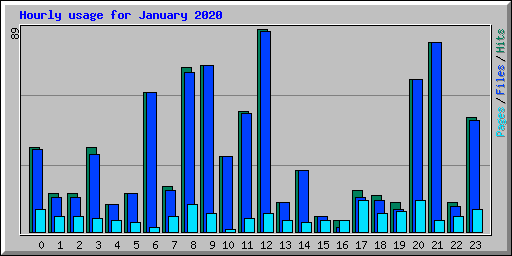 Hourly usage for January 2020
89
Pages/Files/Hits
0 1 2 3 4 5 6 7 8 9 10 11 12 13 14 15 16 17 18 19 20 21 22 23